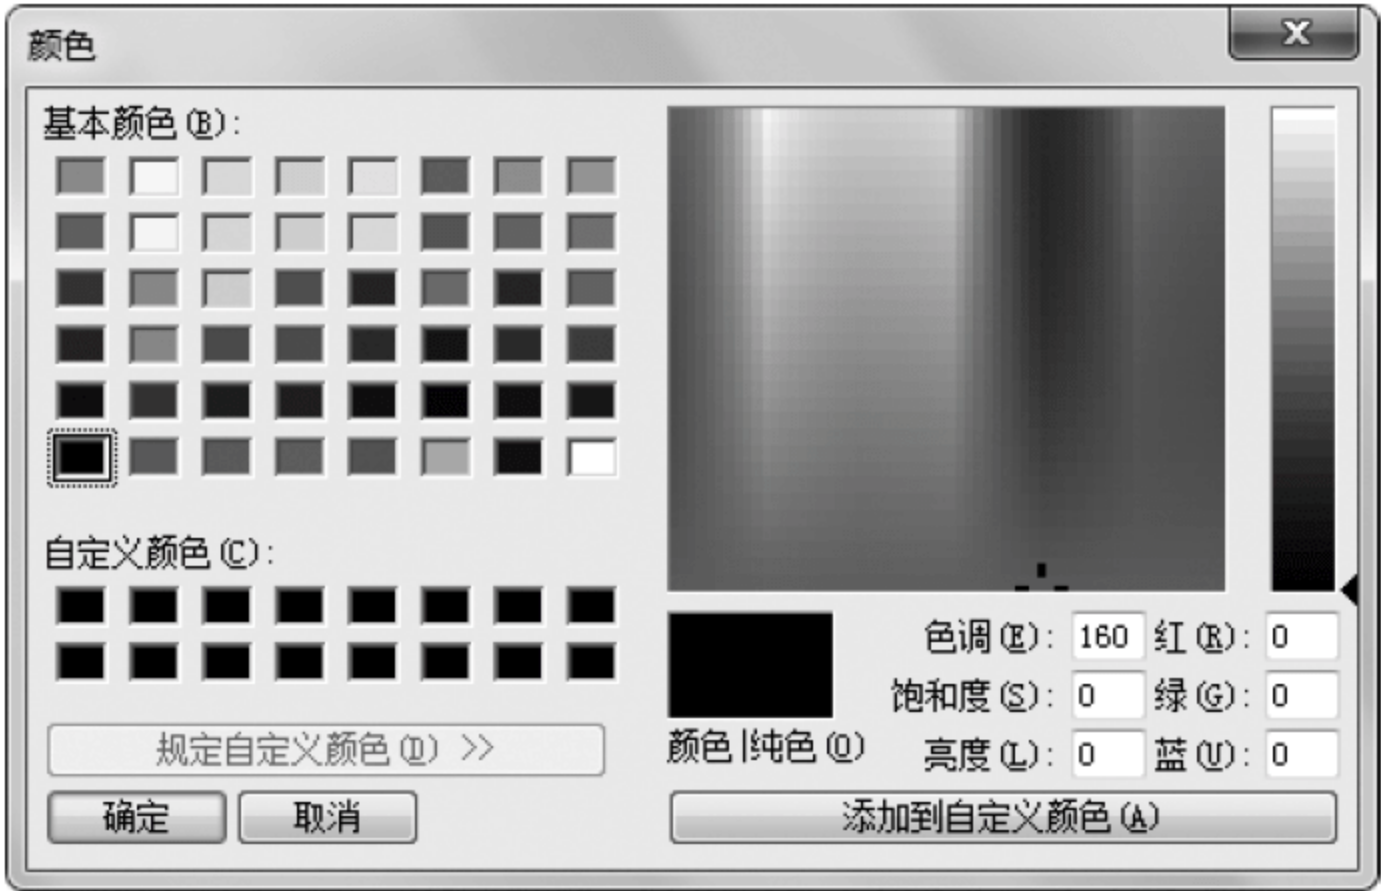 颜色
基本颜色(B):
自定义颜色(C):
规定自定义颜色(D) >>
确定
取消
颜色|纯色(O)
色调(E): 160
红(R): 0
饱和度(S): 0
绿(G): 0
亮度(L): 0
蓝(U): 0
添加到自定义颜色(A)